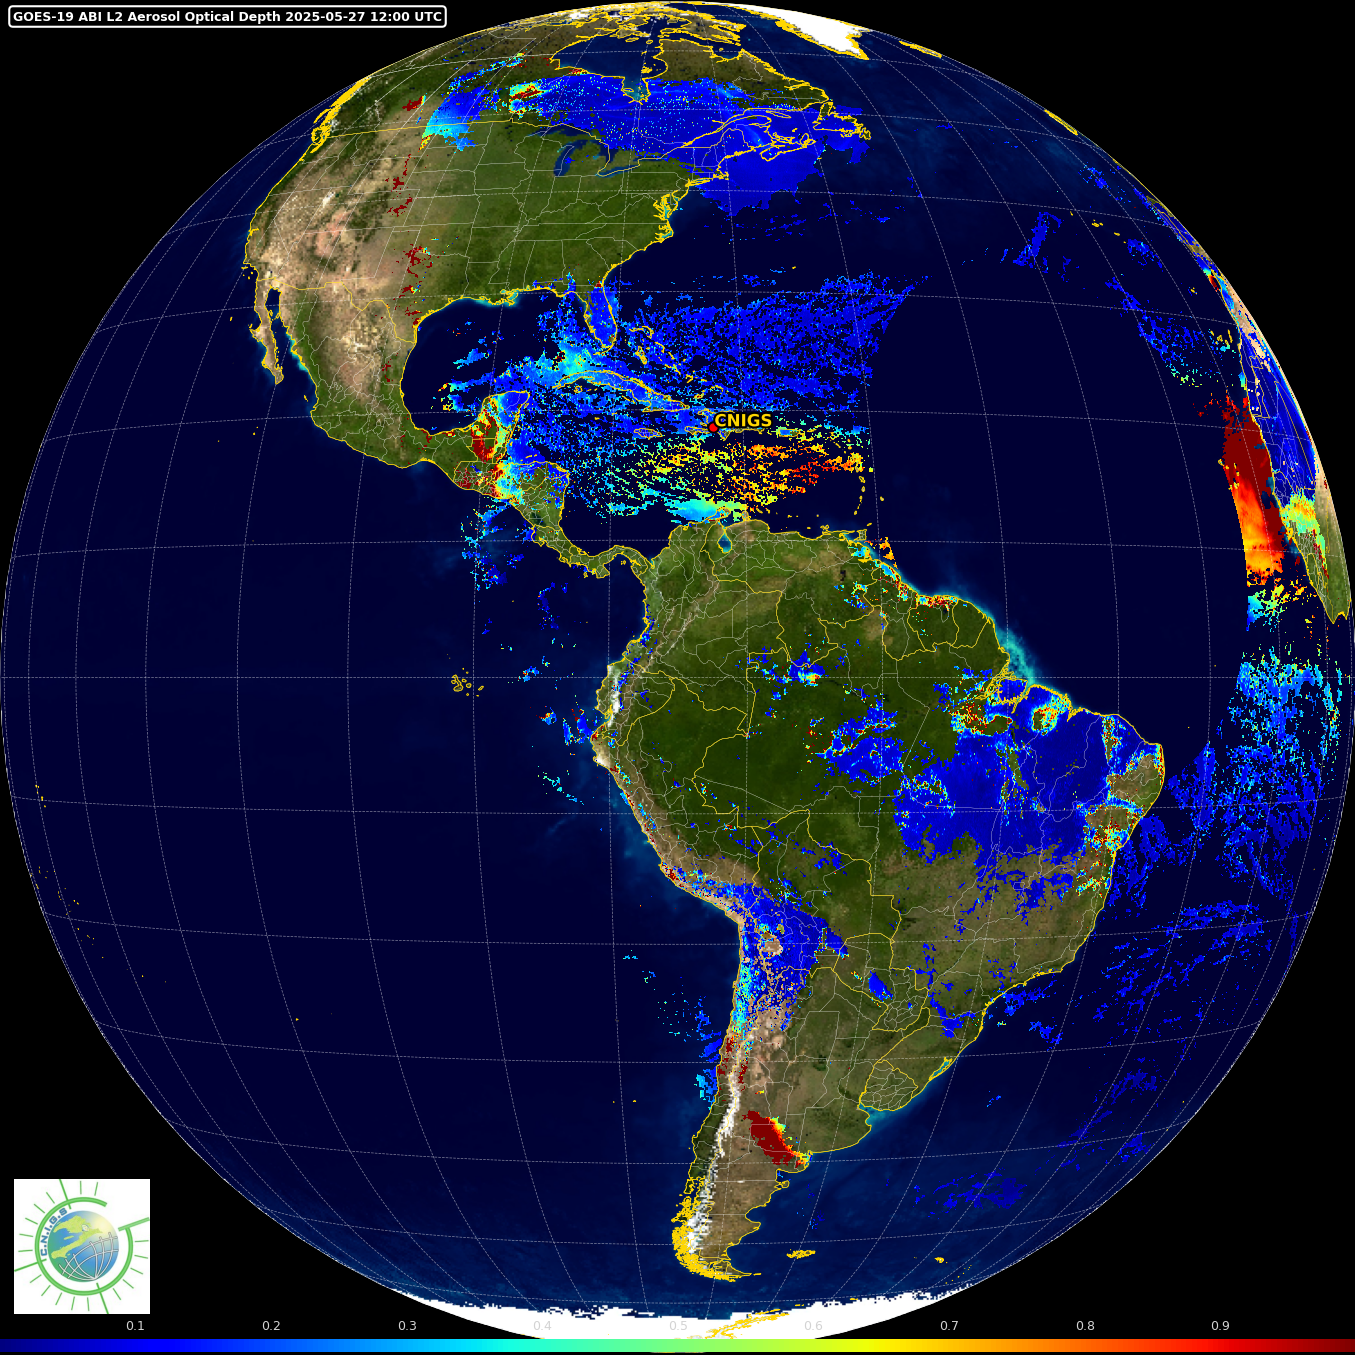 GOES-19 ABI L2 Aerosol Optical Depth 2025-05-27 12:00 UTC
CNIGS
C.N.I.G.S
0.1 0.2 0.3 0.4 0.5 0.6 0.7 0.8 0.9